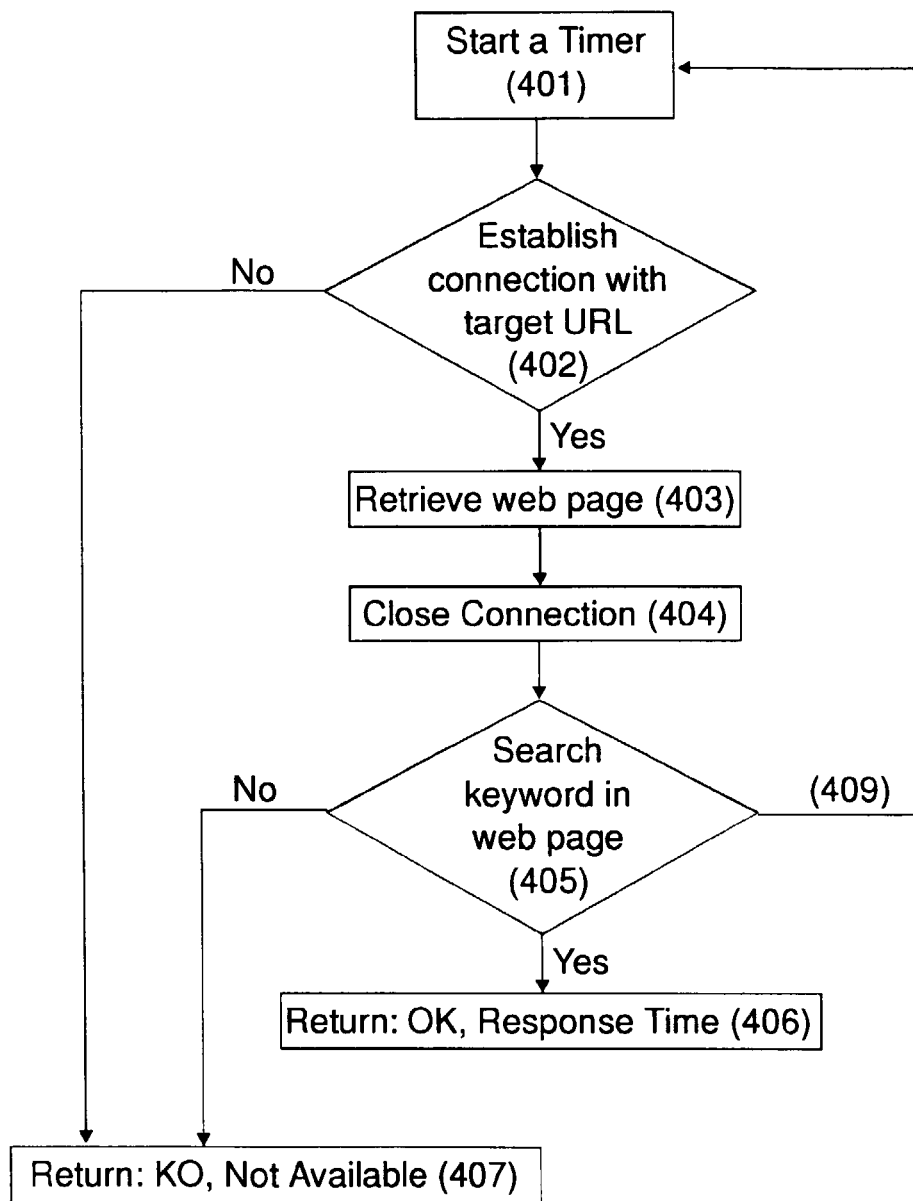 Start a Timer
(401)
Establish
connection with
target URL
(402)
No
Yes
Retrieve web page (403)
Close Connection (404)
Search
keyword in
web page
(405)
No
(409)
Yes
Return: OK, Response Time (406)
Return: KO, Not Available (407)